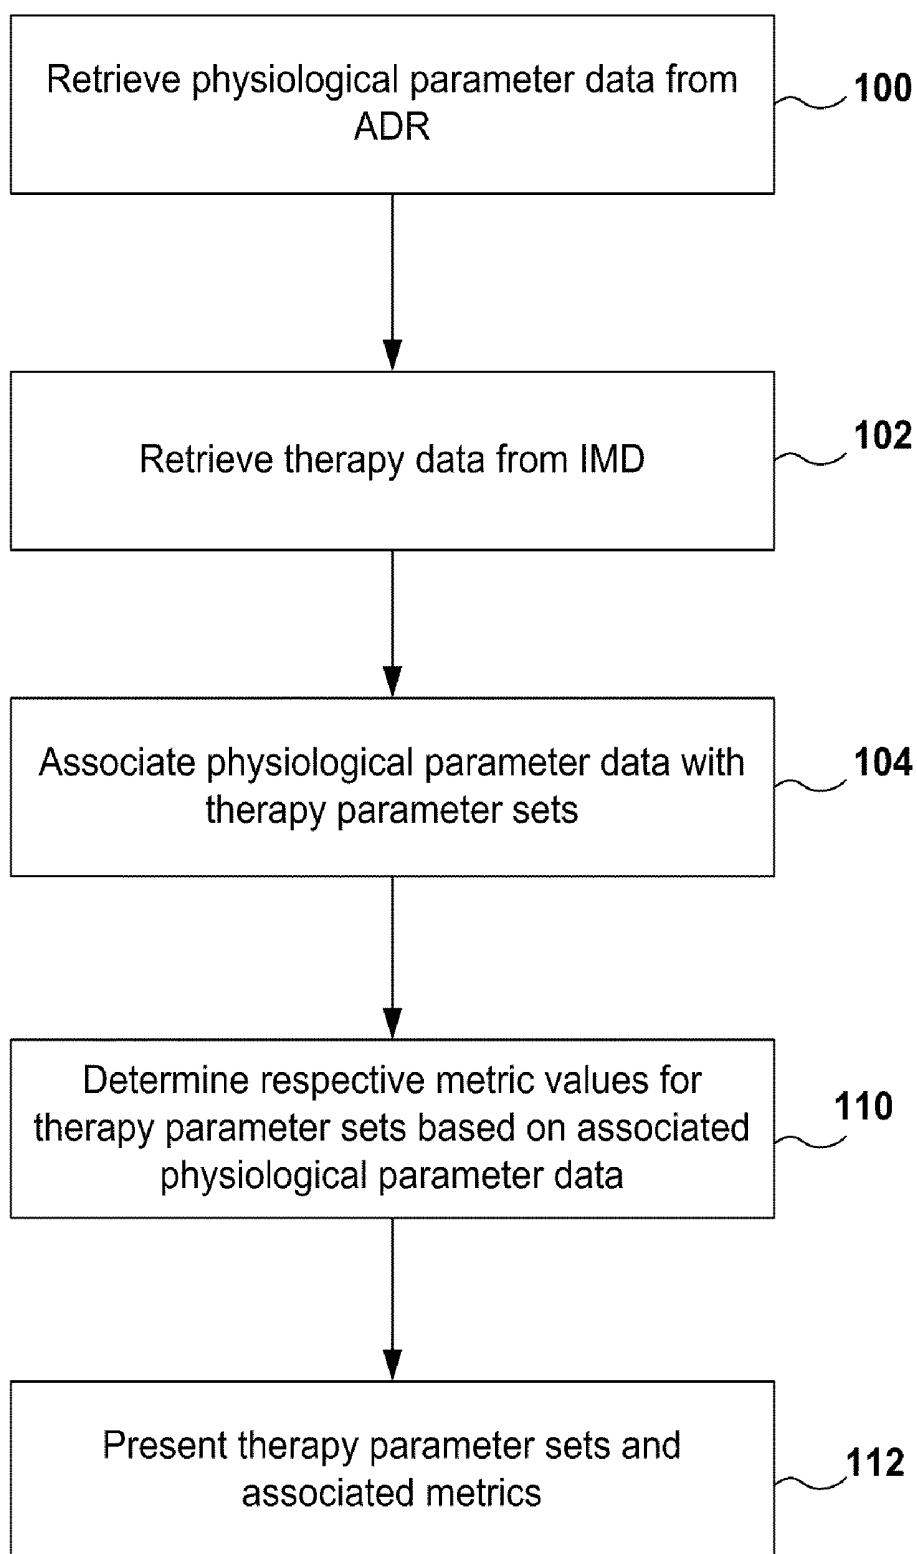 Retrieve physiological parameter data from
ADR
100
Retrieve therapy data from IMD
102
Associate physiological parameter data with
therapy parameter sets
104
Determine respective metric values for
therapy parameter sets based on associated
physiological parameter data
110
Present therapy parameter sets and
associated metrics
112